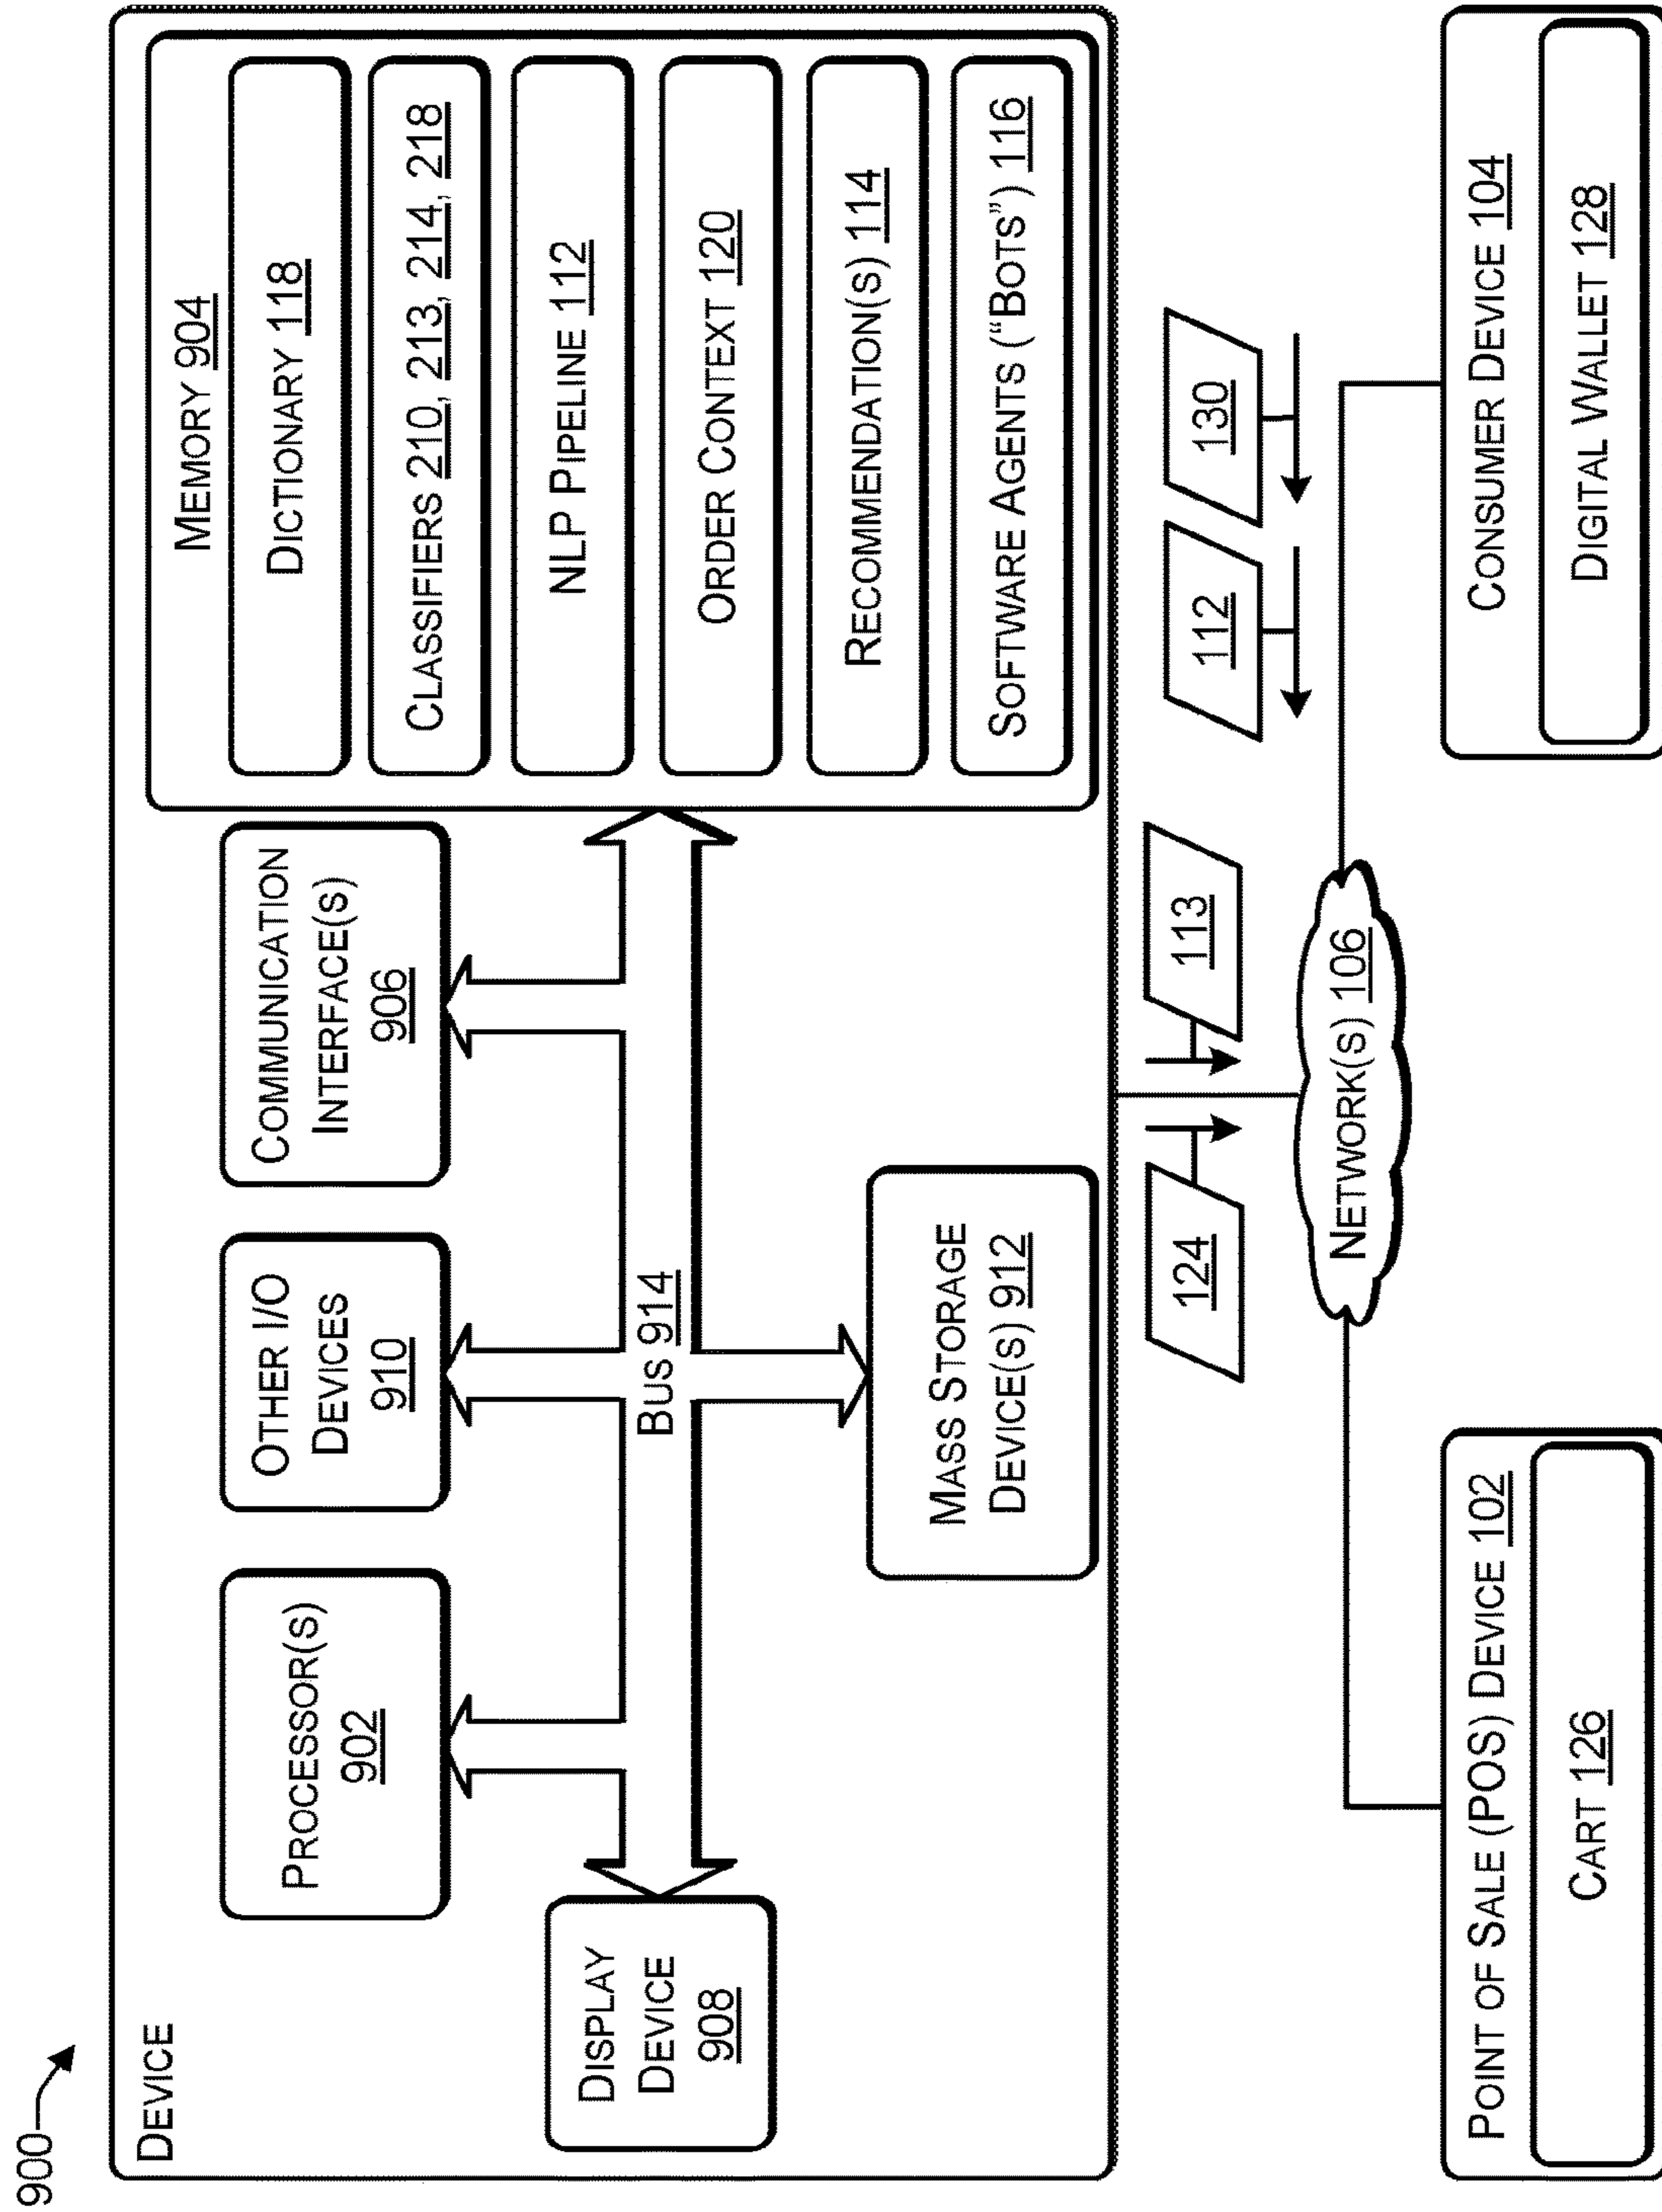 900
DEVICE
PROCESSOR(S)
902
OTHER I/O
DEVICES
910
COMMUNICATION
INTERFACE(S)
906
MEMORY 904
DICTIONARY 118
CLASSIFIERS 210, 213, 214, 218
NLP PIPELINE 112
ORDER CONTEXT 120
RECOMMENDATION(S) 114
SOFTWARE AGENTS (“BOTS”) 116
DISPLAY
DEVICE
908
BUS 914
MASS STORAGE
DEVICE(S) 912
124
113
112
130
NETWORK(S) 106
POINT OF SALE (POS) DEVICE 102
CART 126
CONSUMER DEVICE 104
DIGITAL WALLET 128